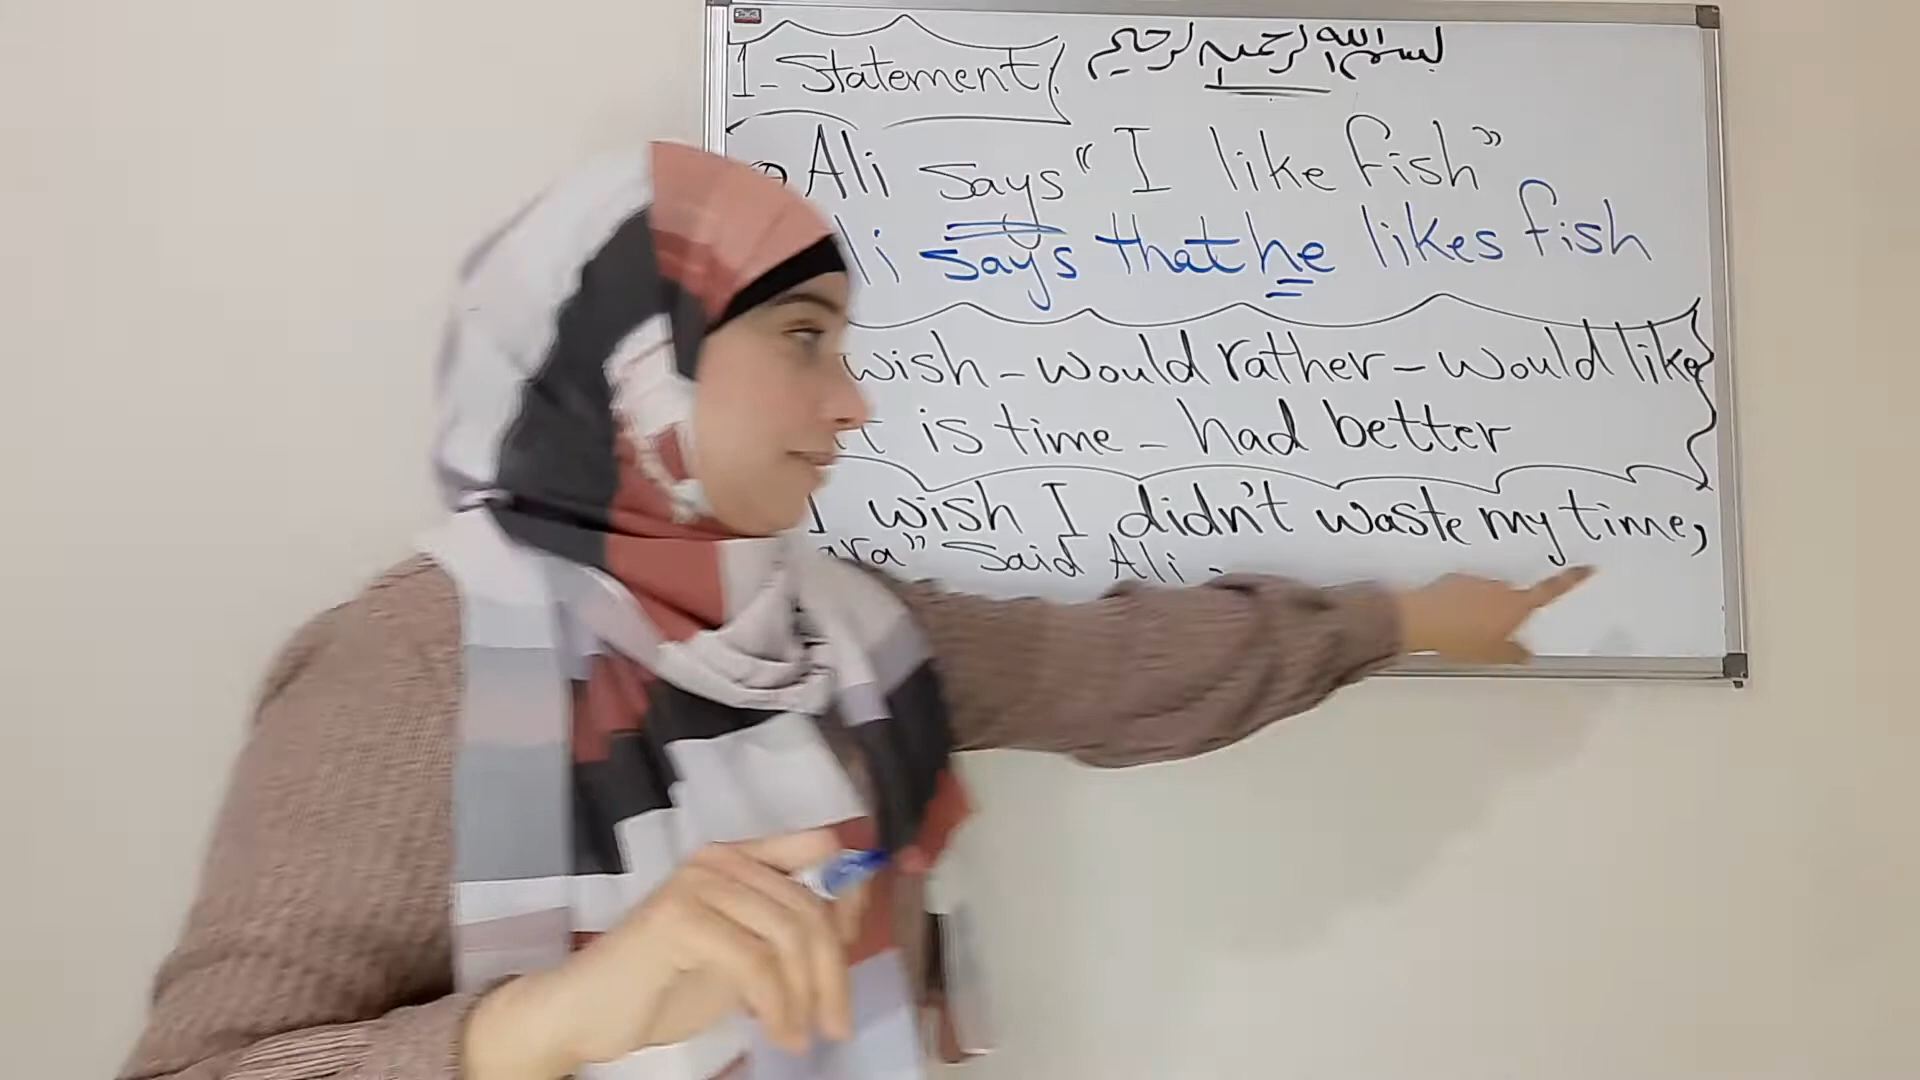 بسم الله الرحمن الرحيم
1- Statement:
Ali says “I like fish”
says that he likes fish
wish - would rather - would like
is time - had better
I wish I didn't waste my time,
Said Ali.